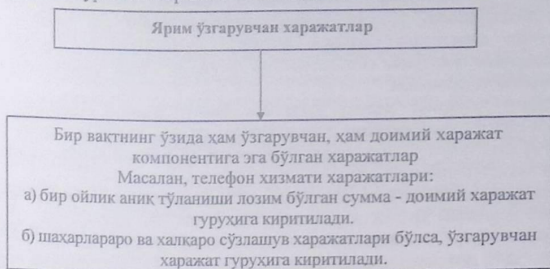 Ярим ўзгарувчан харажатлар
Бир вақтнинг ўзида ҳам ўзгарувчан, ҳам доимий харажат
компонентига эга бўлган харажатлар
Масалан, телефон хизмати харажатлари:
а) бир ойлик аниқ тўланиши лозим бўлган сумма - доимий харажат
гуруҳига киритилади.
б) шаҳарлараро ва халқаро сўзлашув харажатлари бўлса, ўзгарувчан
харажат гуруҳига киритилади.